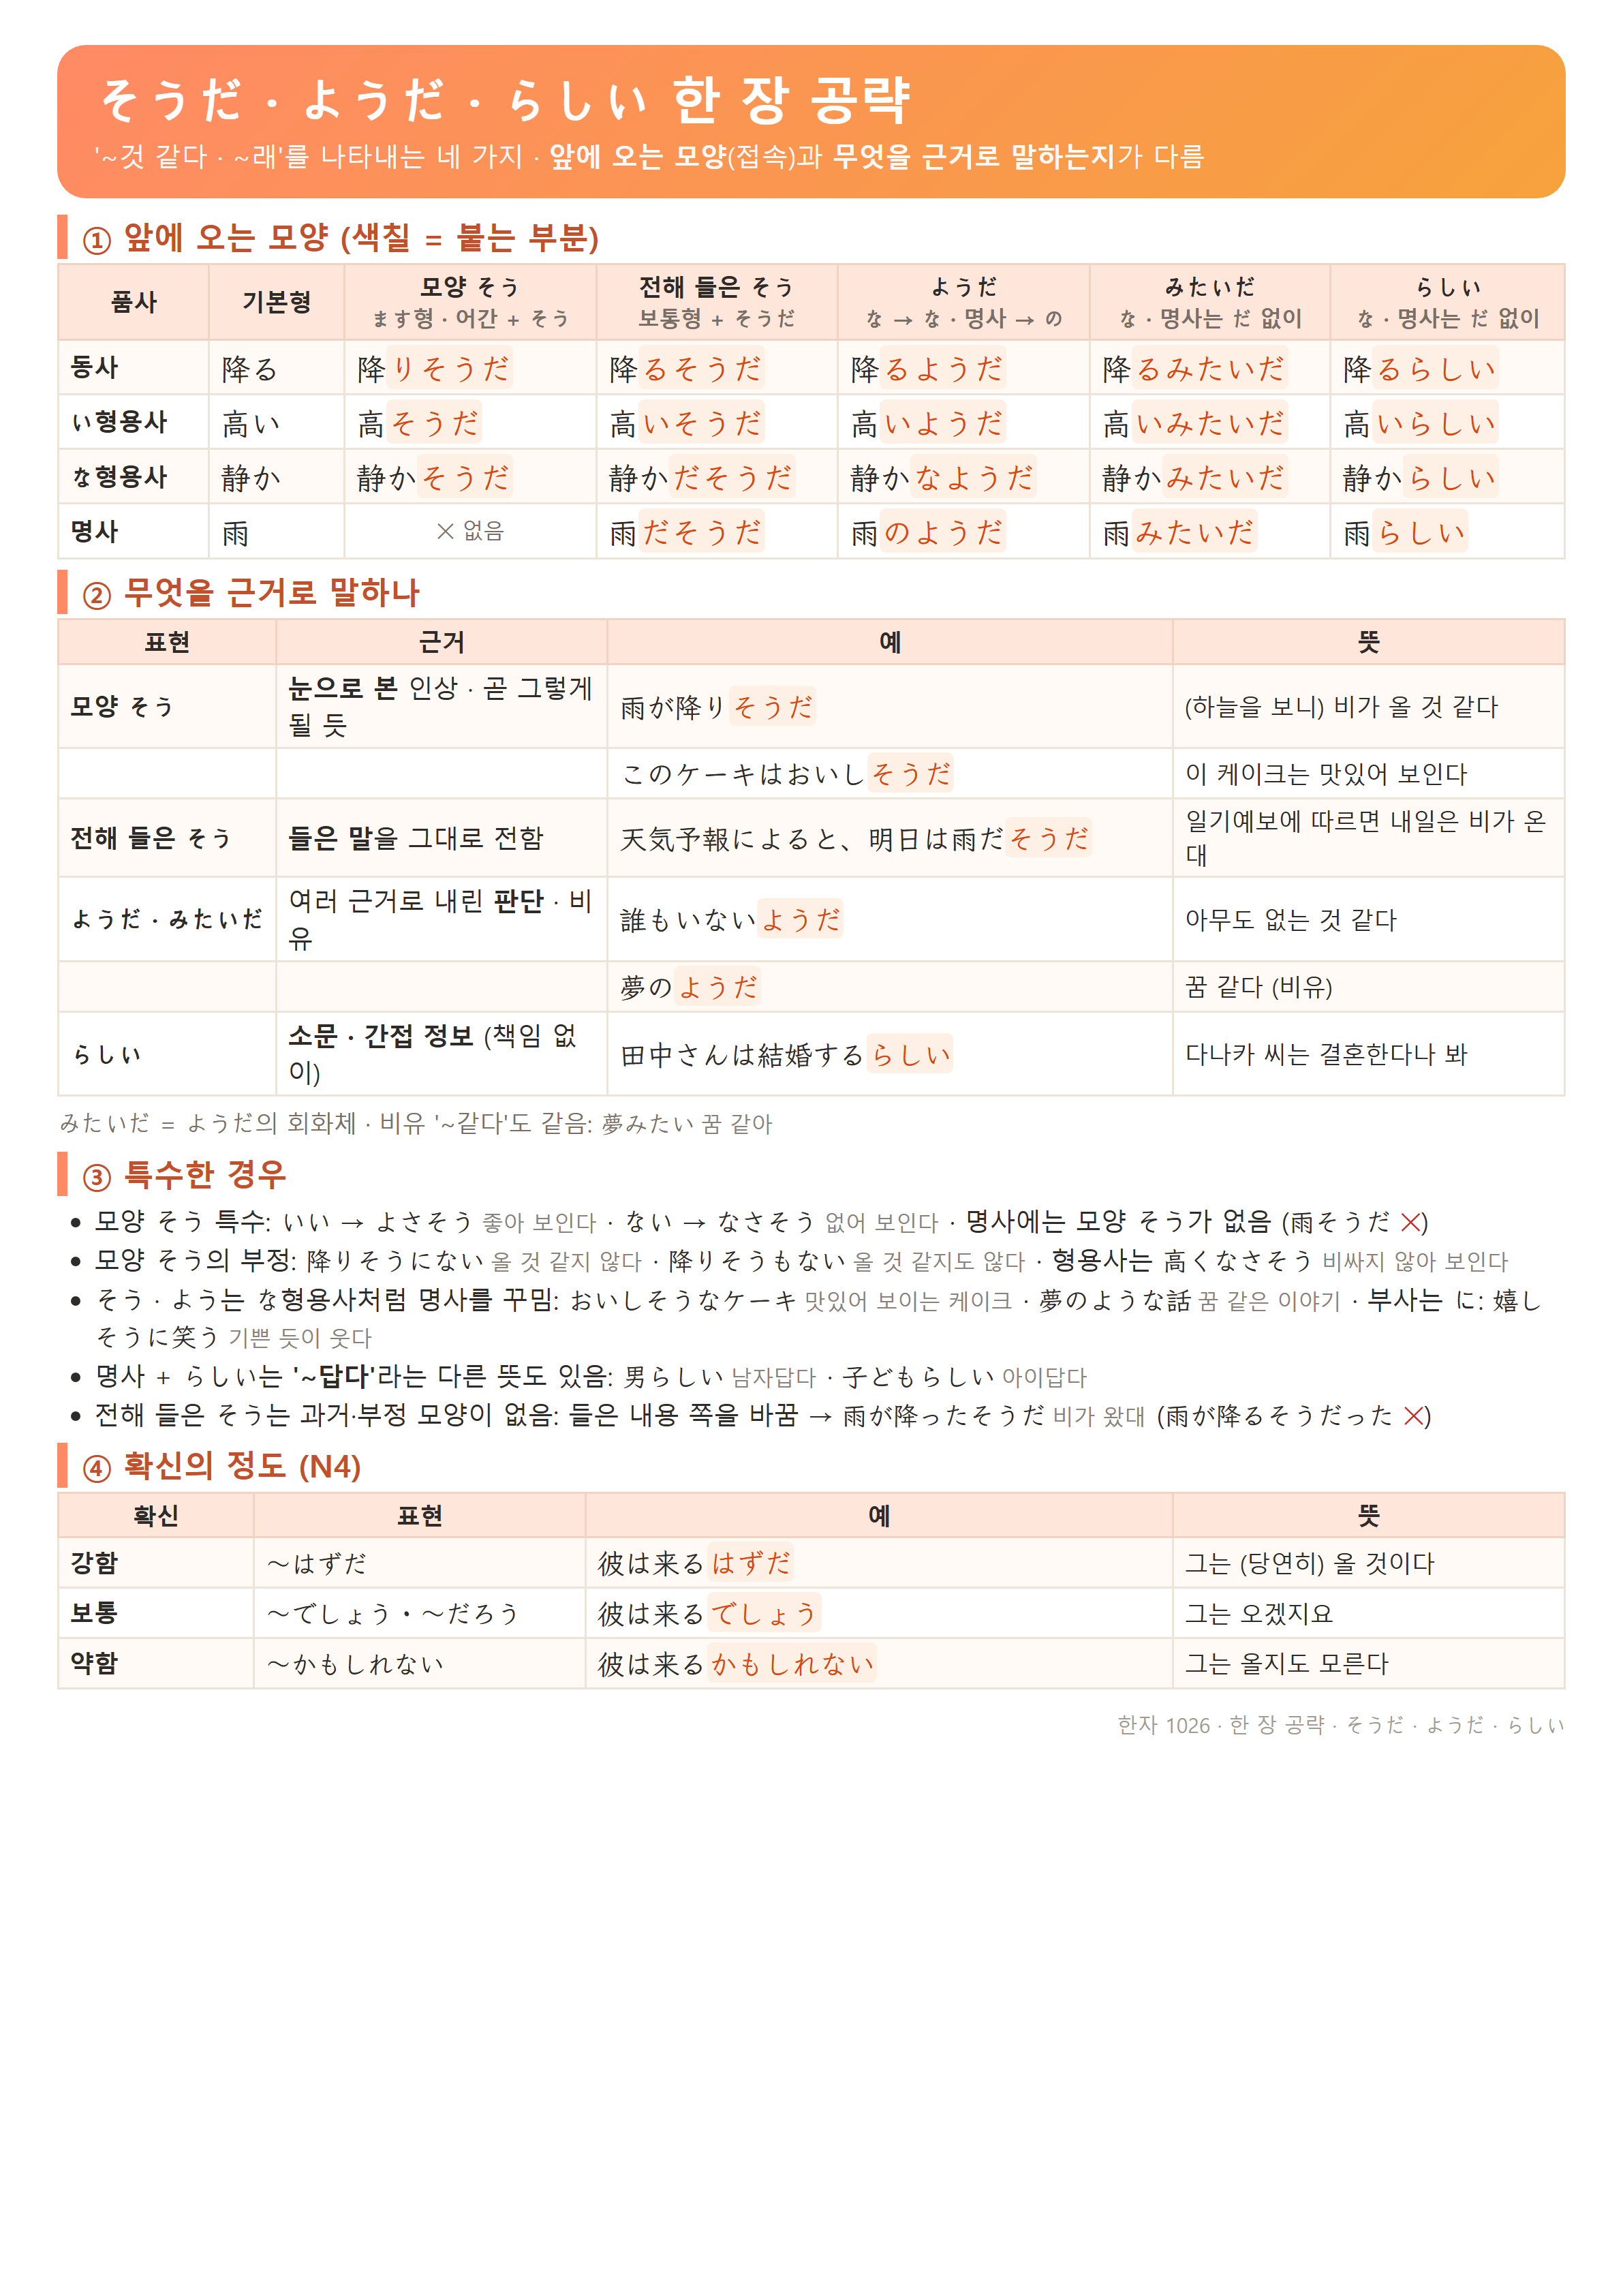 そうだ · ようだ · らしい 한 장 공략
'~것 같다 · ~래'를 나타내는 네 가지 · 앞에 오는 모양(접속)과 무엇을 근거로 말하는지가 다름
① 앞에 오는 모양 (색칠 = 붙는 부분)
품사 기본형 모양 そう 전해 들은 そう ようだ みたいだ らしい
ます형 · 어간 + そう 보통형 + そうだ な → な · 명사 → の な · 명사는 だ 없이 な · 명사는 だ 없이
동사 降る 降りそうだ 降るそうだ 降るようだ 降るみたいだ 降るらしい
い형용사 高い 高そうだ 高いそうだ 高いようだ 高いみたいだ 高いらしい
な형용사 静か 静かそうだ 静かだそうだ 静かなようだ 静かみたいだ 静からしい
명사 雨 × 없음 雨だそうだ 雨のようだ 雨みたいだ 雨らしい
② 무엇을 근거로 말하나
표현 근거 예 뜻
모양 そう 눈으로 본 인상 · 곧 그렇게 될 듯 雨が降りそうだ (하늘을 보니) 비가 올 것 같다
このケーキはおいしそうだ 이 케이크는 맛있어 보인다
전해 들은 そう 들은 말을 그대로 전함 天気予報によると、明日は雨だそうだ 일기예보에 따르면 내일은 비가 온대
ようだ · みたいだ 여러 근거로 내린 판단 · 비유 誰もいないようだ 아무도 없는 것 같다
夢のようだ 꿈 같다 (비유)
らしい 소문 · 간접 정보 (책임 없이) 田中さんは結婚するらしい 다나카 씨는 결혼한다나 봐
みたいだ = ようだ의 회화체 · 비유 '~같다'도 같음: 夢みたい 꿈 같아
③ 특수한 경우
• 모양 そう 특수: いい → よさそう 좋아 보인다 · ない → なさそう 없어 보인다 · 명사에는 모양 そう가 없음 (雨そうだ ×)
• 모양 そう의 부정: 降りそうにない 올 것 같지 않다 · 降りそうもない 올 것 같지도 않다 · 형용사는 高くなさそう 비싸지 않아 보인다
• そう · よう는 な형용사처럼 명사를 꾸밈: おいしそうなケーキ 맛있어 보이는 케이크 · 夢のような話 꿈 같은 이야기 · 부사는 に: 嬉し
そうに笑う 기쁜 듯이 웃다
• 명사 + らしい는 '~답다'라는 다른 뜻도 있음: 男らしい 남자답다 · 子どもらしい 아이답다
• 전해 들은 そう는 과거·부정 모양이 없음: 들은 내용 쪽을 바꿈 → 雨が降ったそうだ 비가 왔대 (雨が降るそうだった ×)
④ 확신의 정도 (N4)
확신 표현 예 뜻
강함 ～はずだ 彼は来るはずだ 그는 (당연히) 올 것이다
보통 ～でしょう・～だろう 彼は来るでしょう 그는 오겠지요
약함 ～かもしれない 彼は来るかもしれない 그는 올지도 모른다
한자 1026 · 한 장 공략 · そうだ · ようだ · らしい